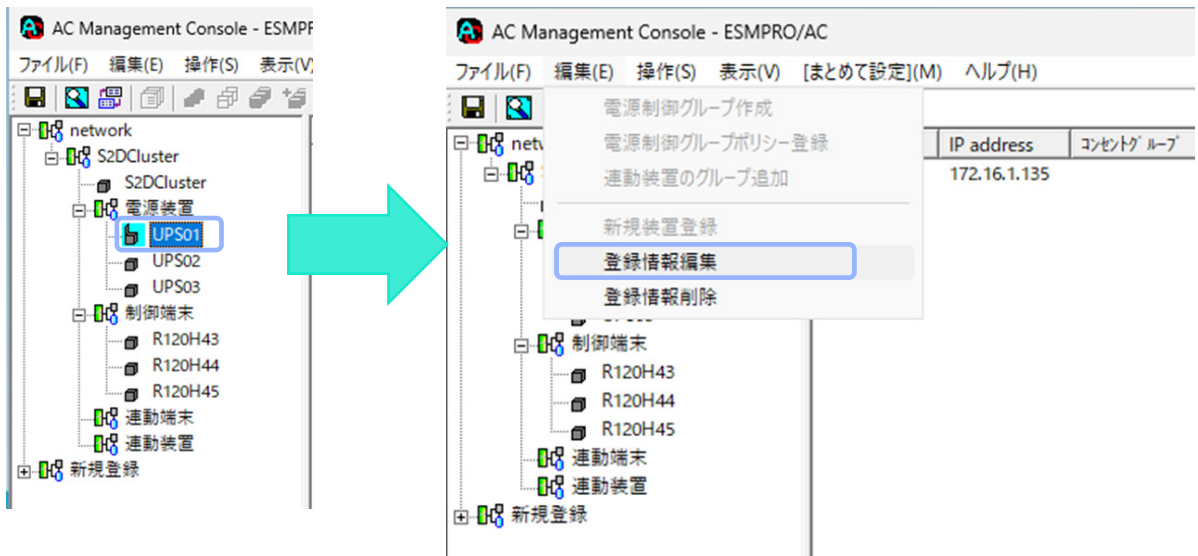 AC Management Console - ESMPR
ファイル(F) 編集(E) 操作(S) 表示(V)
network
S2DCluster
S2DCluster
電源装置
UPS01
UPS02
UPS03
制御端末
R120H43
R120H44
R120H45
連動端末
連動装置
新規登録
AC Management Console - ESMPRO/AC
ファイル(F) 編集(E) 操作(S) 表示(V) [まとめて設定](M) ヘルプ(H)
電源制御グループ作成
電源制御グループポリシー登録
連動装置のグループ追加
新規装置登録
登録情報編集
登録情報削除
IP address コンセントグループ
172.16.1.135
netw
制御端末
R120H43
R120H44
R120H45
連動端末
連動装置
新規登録